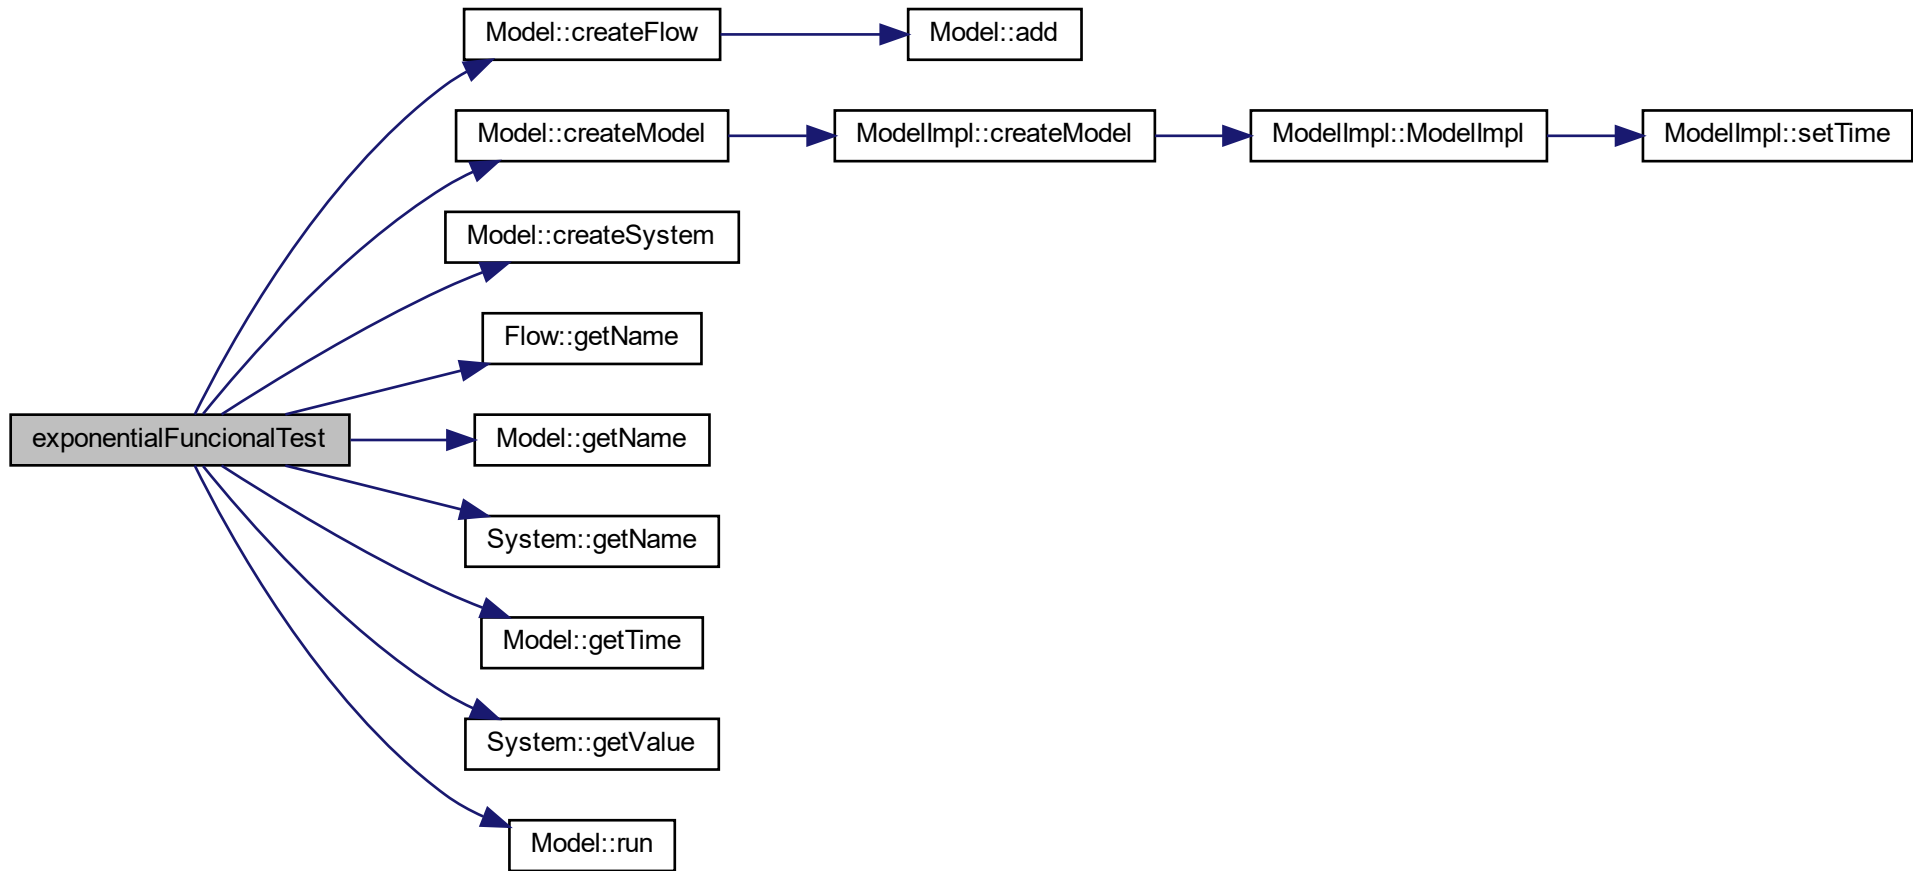 Model::createFlow
Model::add
Model::createModel
ModelImpl::createModel
ModelImpl::ModelImpl
ModelImpl::setTime
Model::createSystem
Flow::getName
exponentialFuncionalTest
Model::getName
System::getName
Model::getTime
System::getValue
Model::run